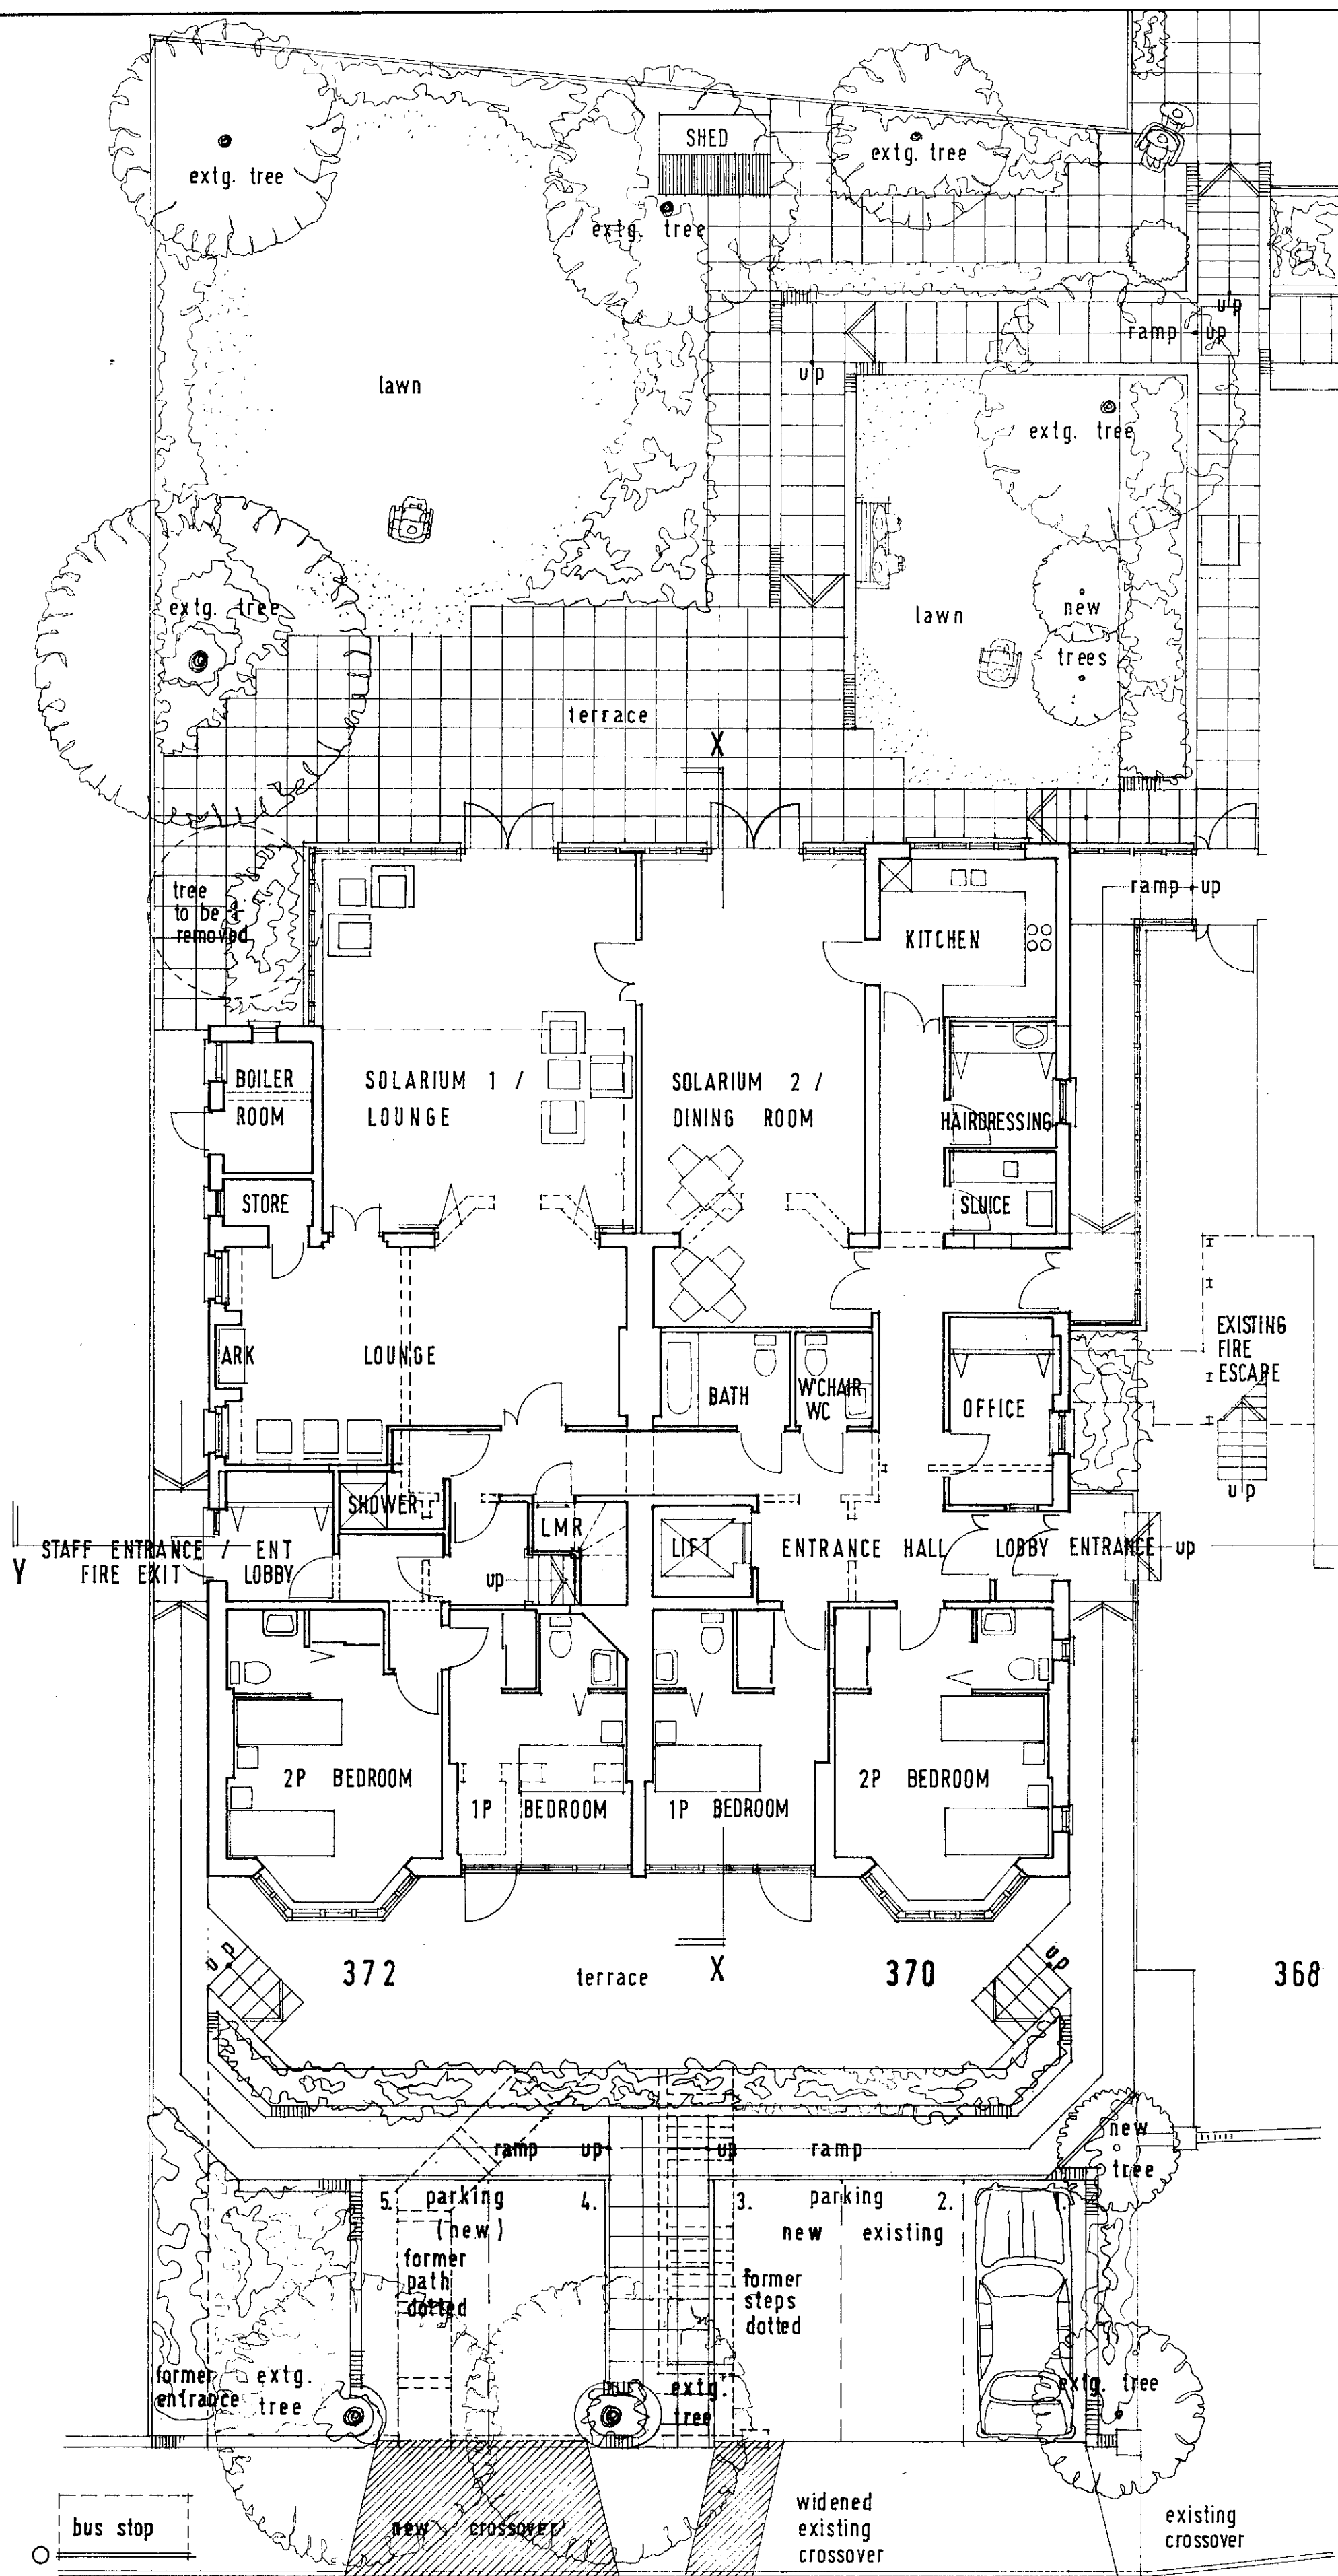 SHED
extg. tree
extg. tree
extg. tree
up
ramp up
up
lawn
extg. tree
extg. tree
new
trees
lawn
terrace
X
tree
to be
removed
ramp up
KITCHEN
BOILER
ROOM
SOLARIUM 1 /
LOUNGE
SOLARIUM 2 /
DINING ROOM
HAIRDRESSING
STORE
SLUICE
ARK
LOUNGE
BATH
W'CHAIR
WC
OFFICE
EXISTING
FIRE
ESCAPE
up
SHOWER
LMR
LIFT
ENTRANCE HALL
LOBBY
ENTRANCE up
Y
STAFF ENTRANCE /
FIRE EXIT
ENT
LOBBY
up
2P BEDROOM
1P BEDROOM
1P BEDROOM
2P BEDROOM
up
372
terrace
X
370
up
368
ramp up
up ramp
new
tree
5.
parking
(new)
4.
3.
parking
2.
1.
new existing
former
path
dotted
former
steps
dotted
former
entrance
extg.
tree
extg.
tree
extg. tree
bus stop
new crossover
widened
existing
crossover
existing
crossover